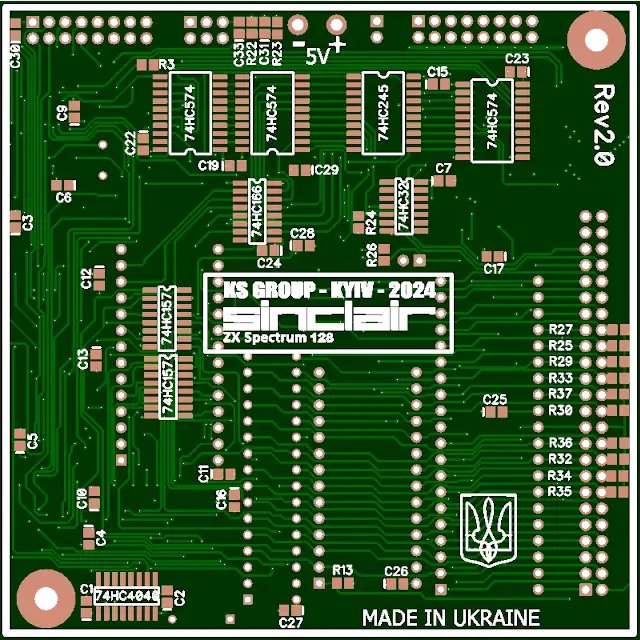 C30
C33
R22
C31
R23
- 5V +
R3
C15
C23
Rev2.0
C9
74HC574
74HC574
74HC245
74HC574
C22
C19
C29
C7
C6
74HC166
74HC32
C3
R24
C28
R26
C24
C17
C12
KS GROUP - KYIV - 2024
sinclair
ZX Spectrum 128
74HC157
74HC157
R27
R25
R29
R33
R37
R30
C13
C25
C5
R36
R32
R34
R35
C11
C10
C16
C4
R13
C26
C1
74HC4040
C2
C27
MADE IN UKRAINE